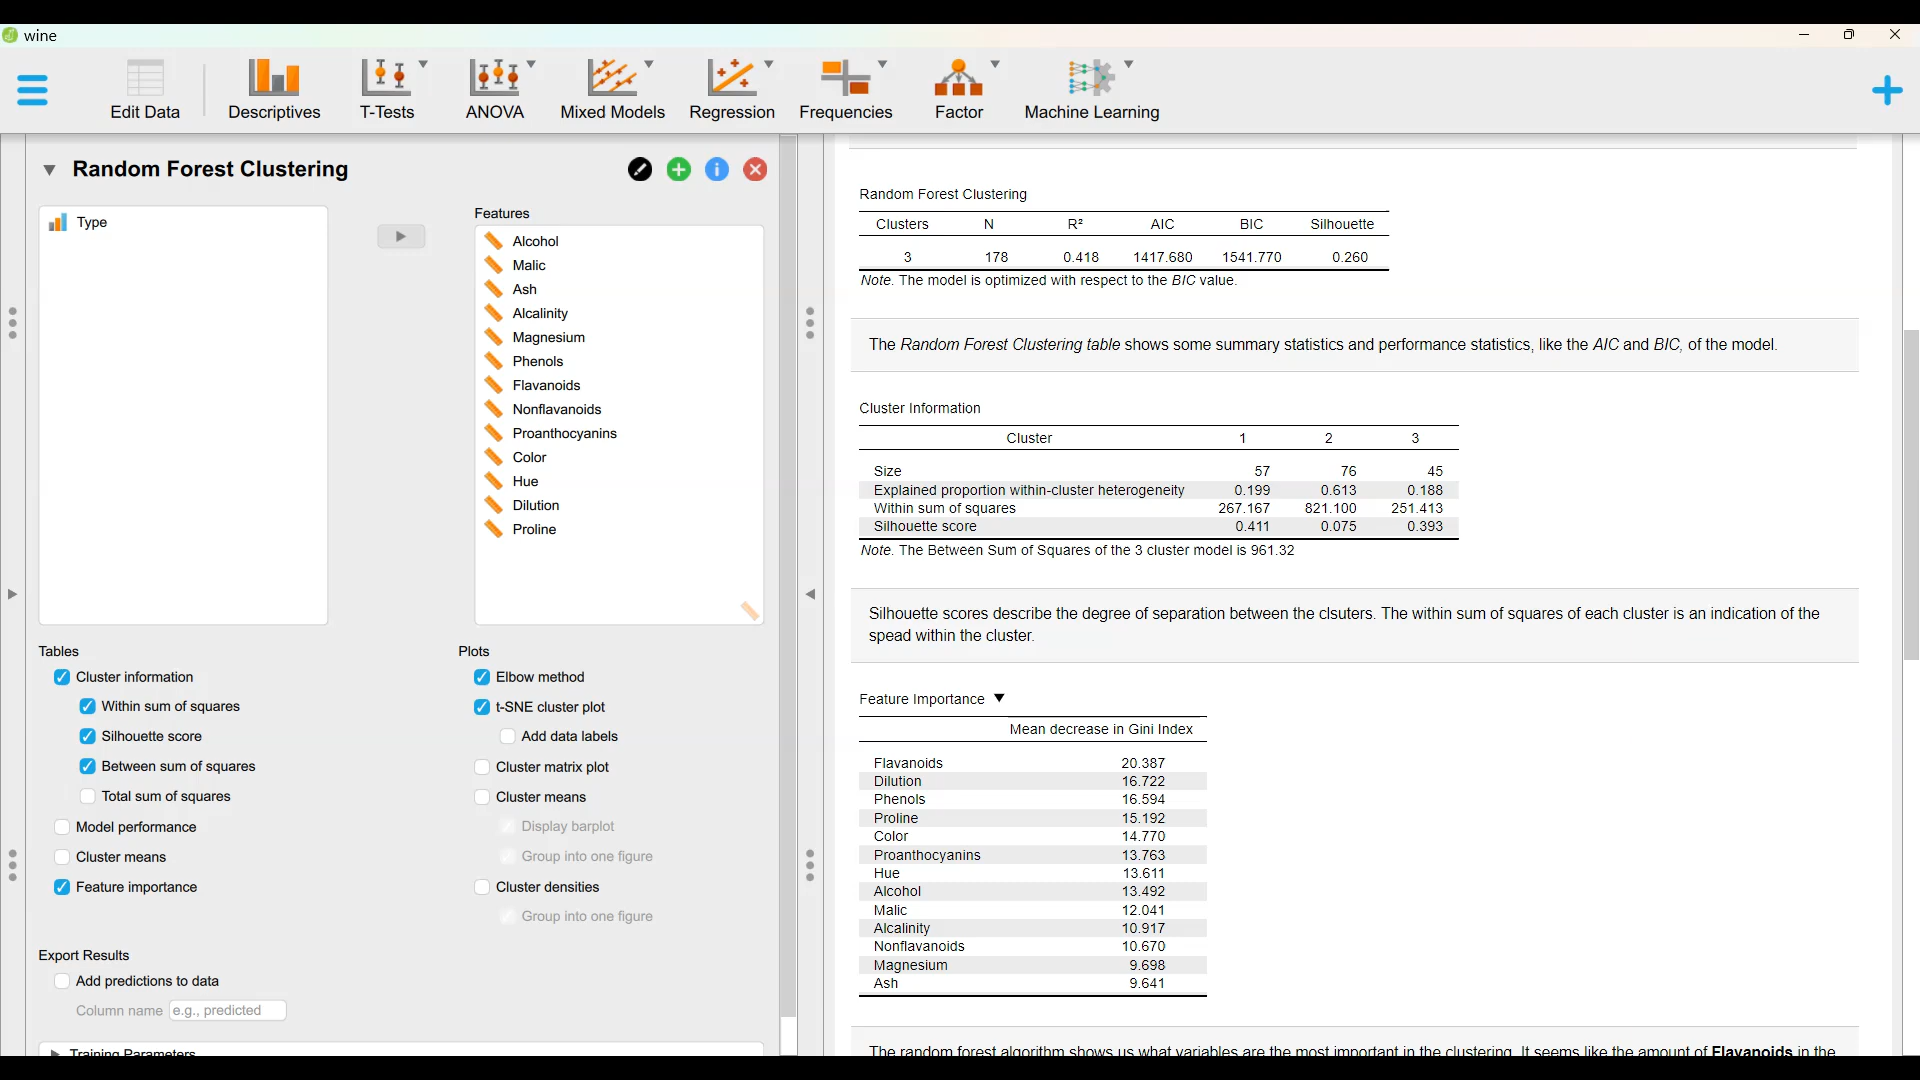 wine
Edit Data
Descriptives
T-Tests
ANOVA
Mixed Models
Regression
Frequencies
Factor
Machine Learning
Random Forest Clustering
Type
Features
Alcohol
Malic
Ash
Alcalinity
Magnesium
Phenols
Flavanoids
Nonflavanoids
Proanthocyanins
Color
Hue
Dilution
Proline
Tables
Cluster information
Within sum of squares
Silhouette score
Between sum of squares
Total sum of squares
Model performance
Cluster means
Feature importance
Plots
Elbow method
t-SNE cluster plot
Add data labels
Cluster matrix plot
Cluster means
Display barplot
Group into one figure
Cluster densities
Group into one figure
Export Results
Add predictions to data
Column name e.g., predicted
Training Parameters
Random Forest Clustering
Clusters N R² AIC BIC Silhouette
3 178 0.418 1417.680 1541.770 0.260
Note. The model is optimized with respect to the BIC value.
The Random Forest Clustering table shows some summary statistics and performance statistics, like the AIC and BIC, of the model.
Cluster Information
Cluster 1 2 3
Size 57 76 45
Explained proportion within-cluster heterogeneity 0.199 0.613 0.188
Within sum of squares 267.167 821.100 251.413
Silhouette score 0.411 0.075 0.393
Note. The Between Sum of Squares of the 3 cluster model is 961.32
Silhouette scores describe the degree of separation between the clsuters. The within sum of squares of each cluster is an indication of the
spead within the cluster.
Feature Importance ▼
Mean decrease in Gini Index
Flavanoids 20.387
Dilution 16.722
Phenols 16.594
Proline 15.192
Color 14.770
Proanthocyanins 13.763
Hue 13.611
Alcohol 13.492
Malic 12.041
Alcalinity 10.917
Nonflavanoids 10.670
Magnesium 9.698
Ash 9.641
The random forest algorithm shows us what variables are the most important in the clustering. It seems like the amount of Flavanoids in the